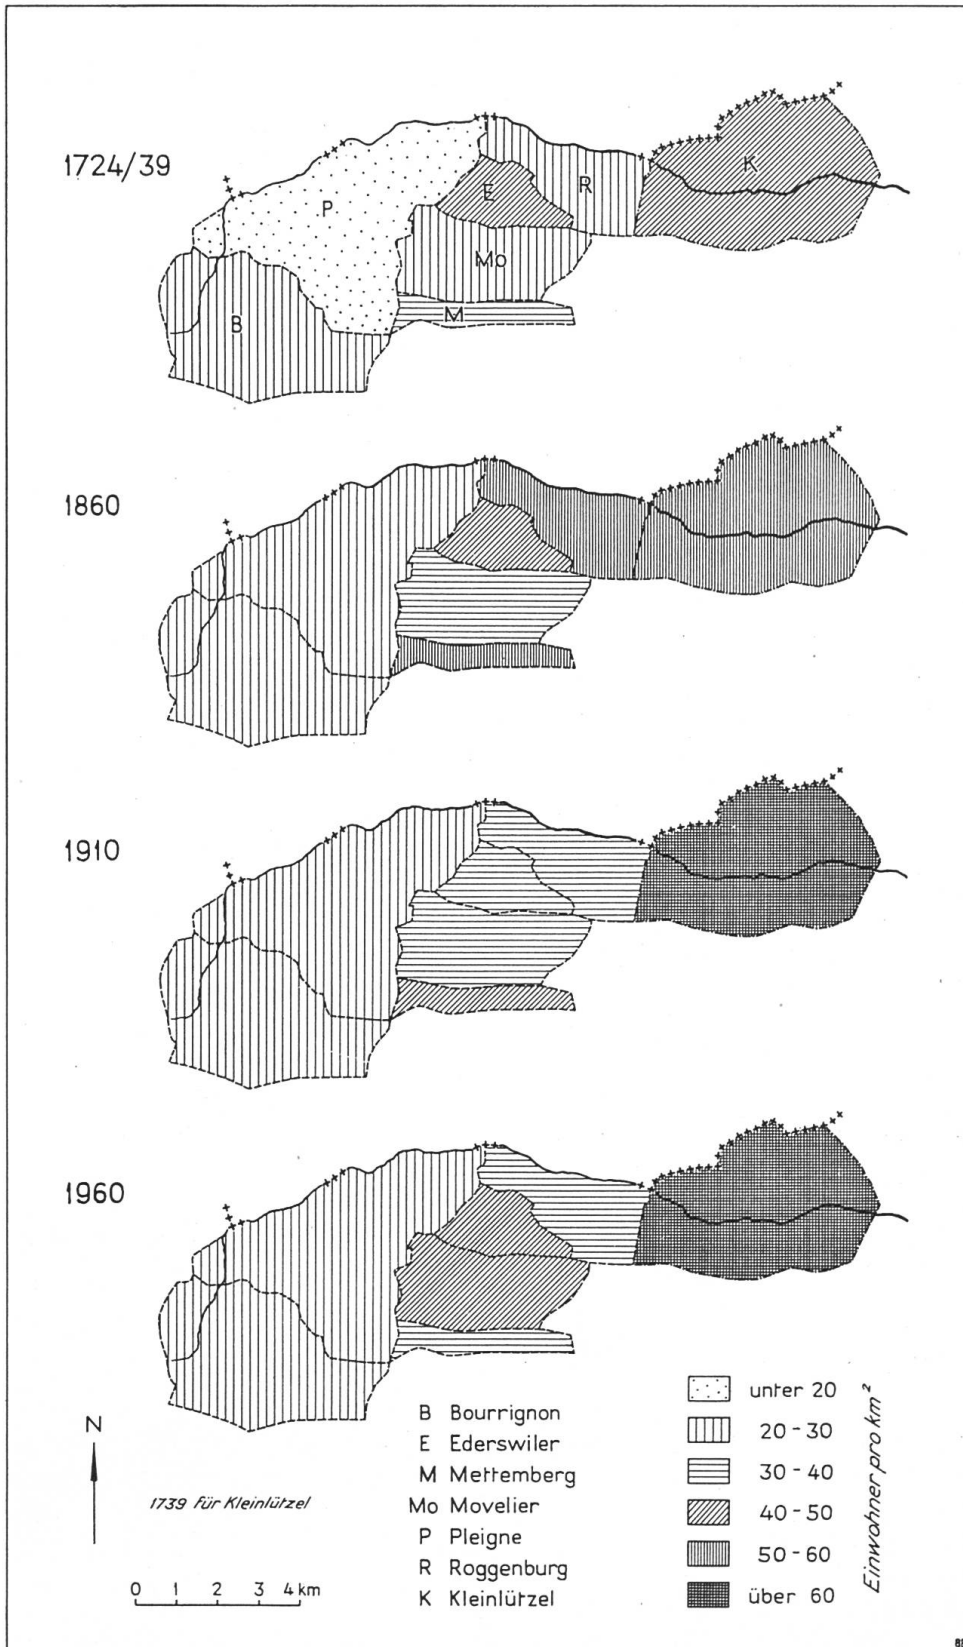 1724/39
P
E
R
K
Mo
B
M
1860
1910
1960
N
1739 für Kleinlützel
0 1 2 3 4 km
B Bourrignon
E Ederswiler
M Mettemberg
Mo Movelier
P Pleigne
R Roggenburg
K Kleinlützel
unter 20
20 - 30
30 - 40
40 - 50
50 - 60
über 60
Einwohner pro km²